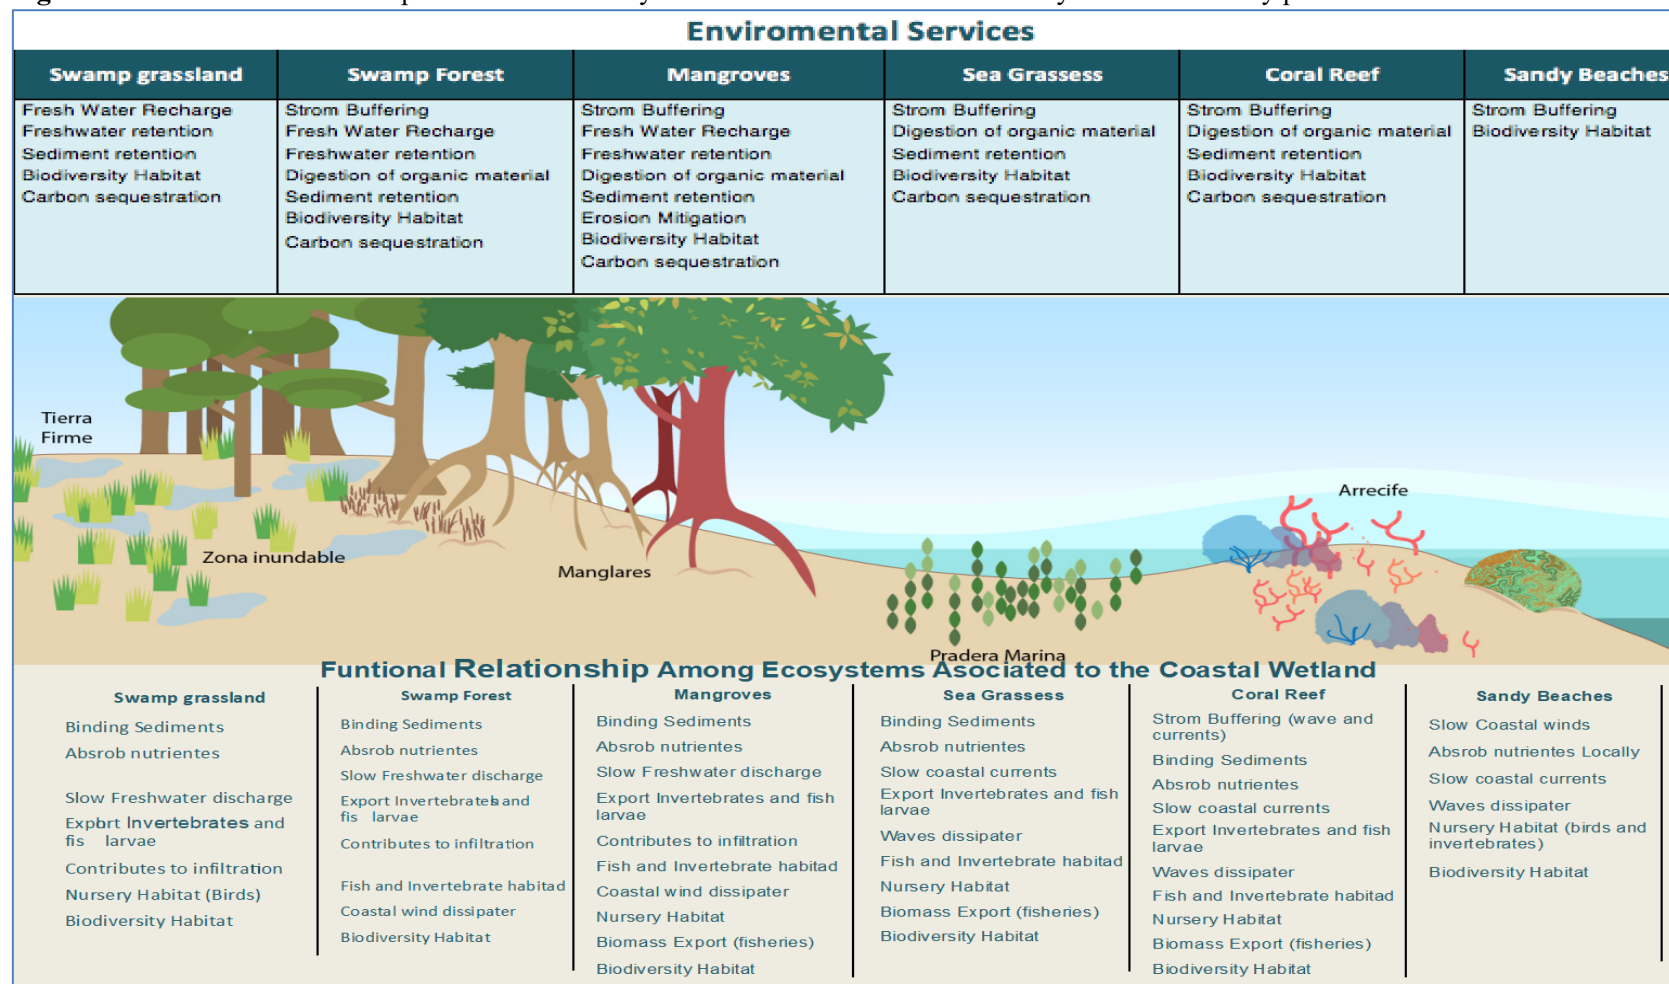 Enviromental Services
Swamp grassland
Fresh Water Recharge
Freshwater retention
Sediment retention
Biodiversity Habitat
Carbon sequestration
Swamp Forest
Strom Buffering
Fresh Water Recharge
Freshwater retention
Digestion of organic material
Sediment retention
Biodiversity Habitat
Carbon sequestration
Mangroves
Strom Buffering
Fresh Water Recharge
Freshwater retention
Digestion of organic material
Sediment retention
Erosion Mitigation
Biodiversity Habitat
Carbon sequestration
Sea Grassess
Strom Buffering
Digestion of organic material
Sediment retention
Biodiversity Habitat
Carbon sequestration
Coral Reef
Strom Buffering
Digestion of organic material
Sediment retention
Biodiversity Habitat
Carbon sequestration
Sandy Beaches
Strom Buffering
Biodiversity Habitat
Tierra
Firme
Zona inundable
Manglares
Pradera Marina
Arrecife
Funtional Relationship Among Ecosystems Asociated to the Coastal Wetland
Swamp grassland
Binding Sediments
Absrob nutrientes
Slow Freshwater discharge
Export Invertebrates and
fis larvae
Contributes to infiltration
Nursery Habitat (Birds)
Biodiversity Habitat
Swamp Forest
Binding Sediments
Absrob nutrientes
Slow Freshwater discharge
Export Invertebrates and
fis larvae
Contributes to infiltration
Fish and Invertebrate habitad
Coastal wind dissipater
Biodiversity Habitat
Mangroves
Binding Sediments
Absrob nutrientes
Slow Freshwater discharge
Export Invertebrates and fish
larvae
Contributes to infiltration
Fish and Invertebrate habitad
Coastal wind dissipater
Nursery Habitat
Biomass Export (fisheries)
Biodiversity Habitat
Sea Grassess
Binding Sediments
Absrob nutrientes
Slow coastal currents
Export Invertebrates and fish
larvae
Waves dissipater
Fish and Invertebrate habitad
Nursery Habitat
Biomass Export (fisheries)
Biodiversity Habitat
Coral Reef
Strom Buffering (wave and
currents)
Binding Sediments
Absrob nutrientes
Slow coastal currents
Export Invertebrates and fish
larvae
Waves dissipater
Fish and Invertebrate habitad
Nursery Habitat
Biomass Export (fisheries)
Biodiversity Habitat
Sandy Beaches
Slow Coastal winds
Absrob nutrientes Locally
Slow coastal currents
Waves dissipater
Nursery Habitat (birds and
invertebrates)
Biodiversity Habitat